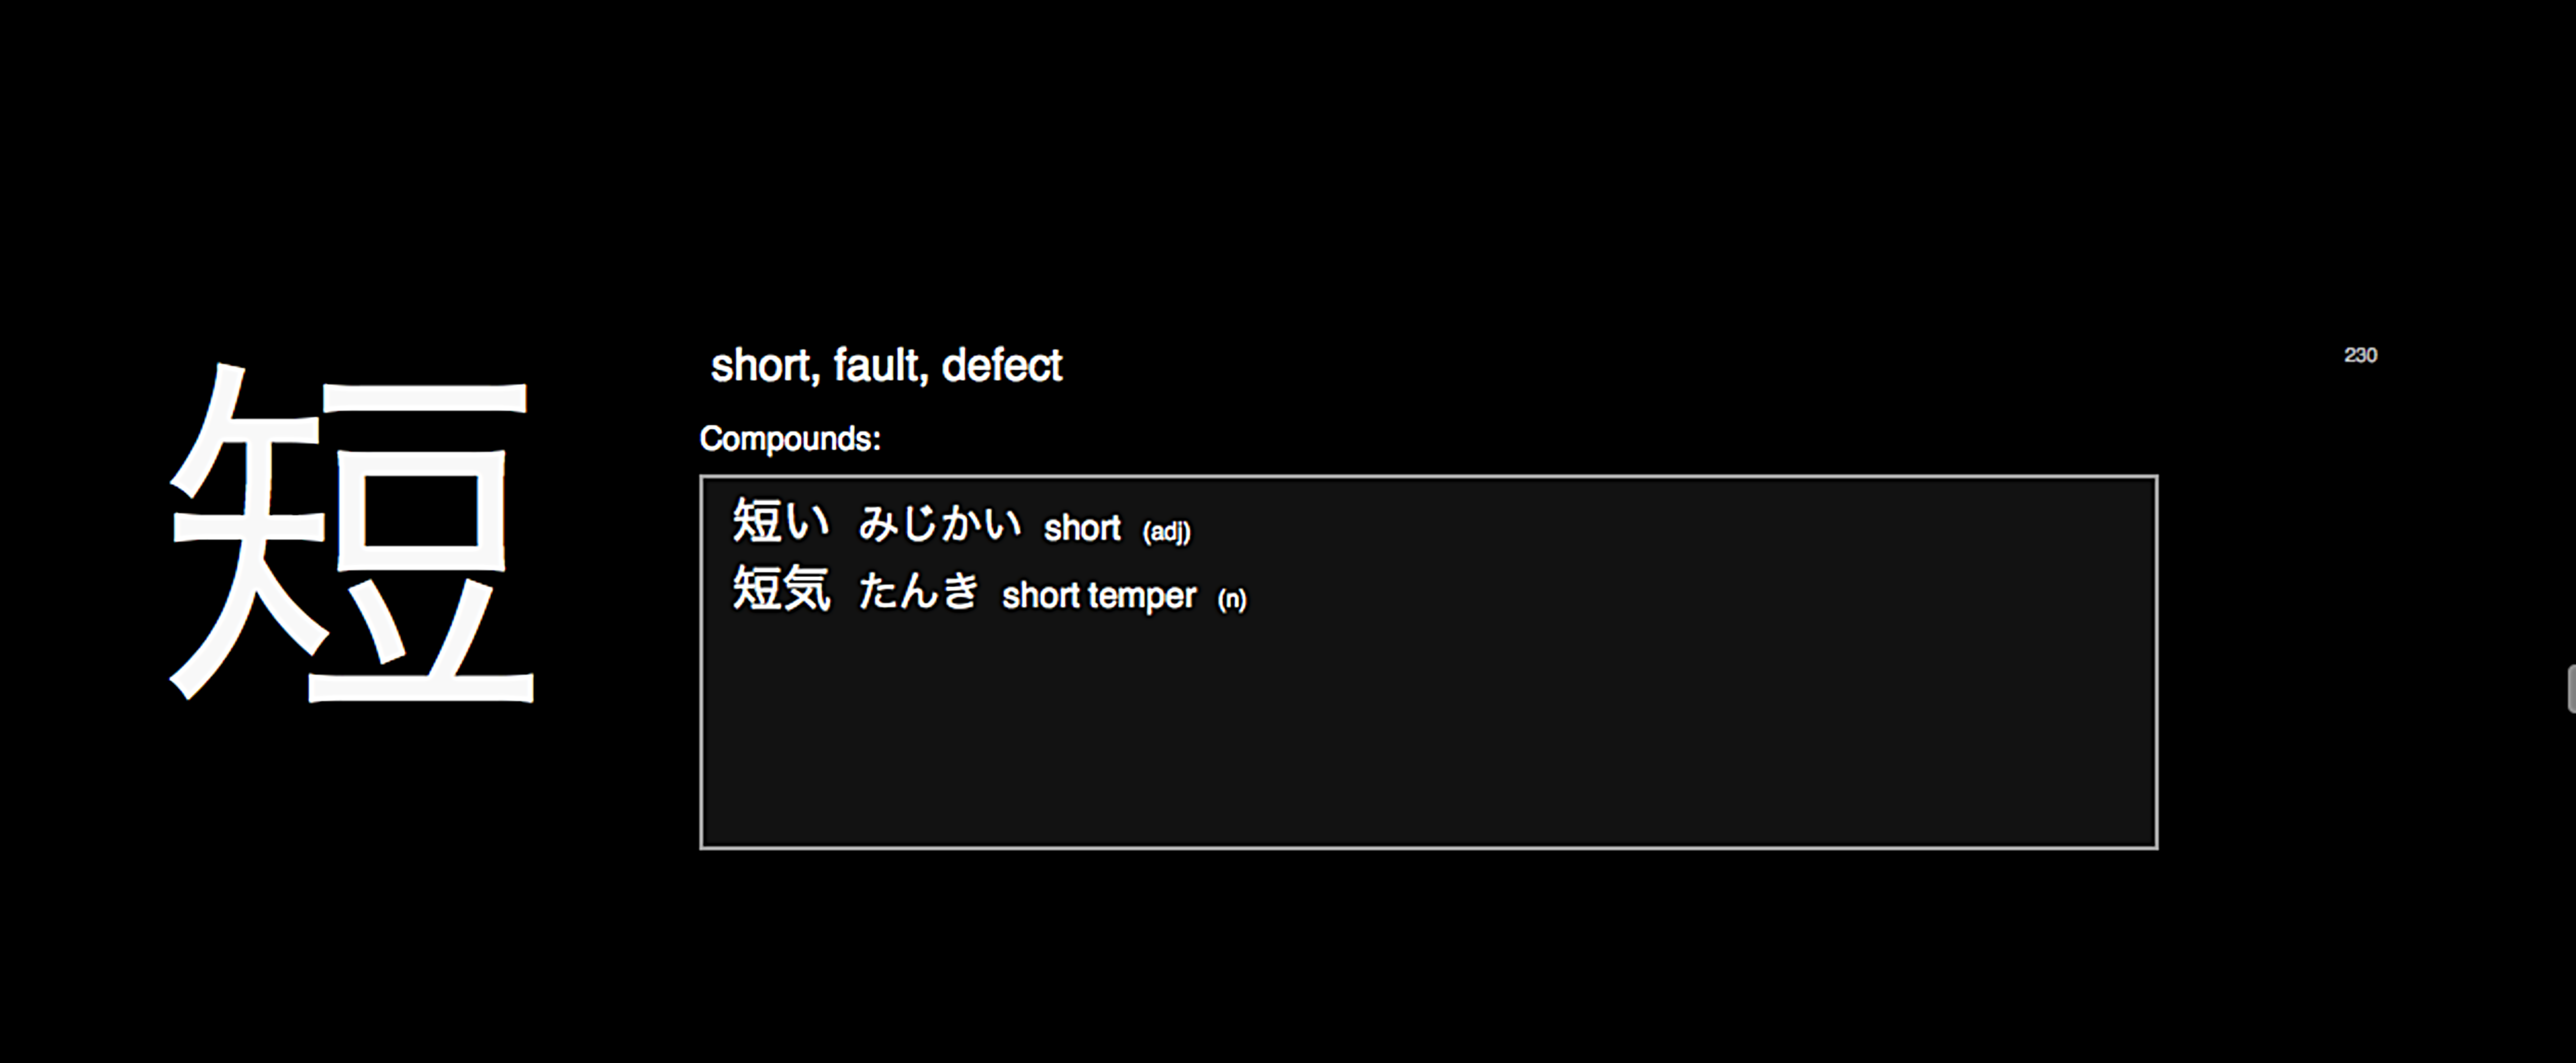 短
short, fault, defect
230
Compounds:
短い みじかい short (adj)
短気 たんき short temper (n)